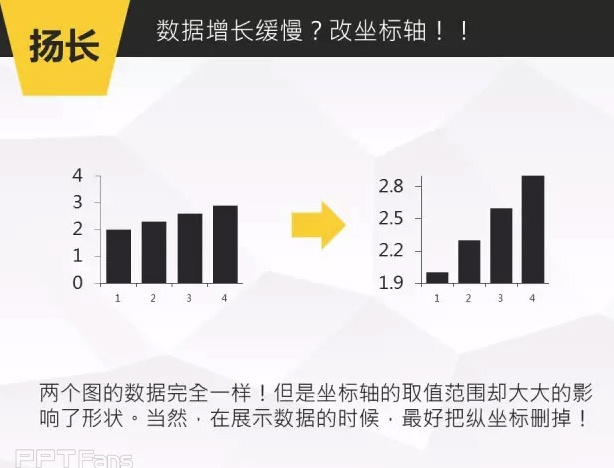 扬长
数据增长缓慢？改坐标轴！！
4
3
2
1
0
1 2 3 4
2.8
2.5
2.2
1.9
1 2 3 4
两个图的数据完全一样！但是坐标轴的取值范围却大大的影
响了形状。当然，在展示数据的时候，最好把纵坐标删掉！
PPTFans